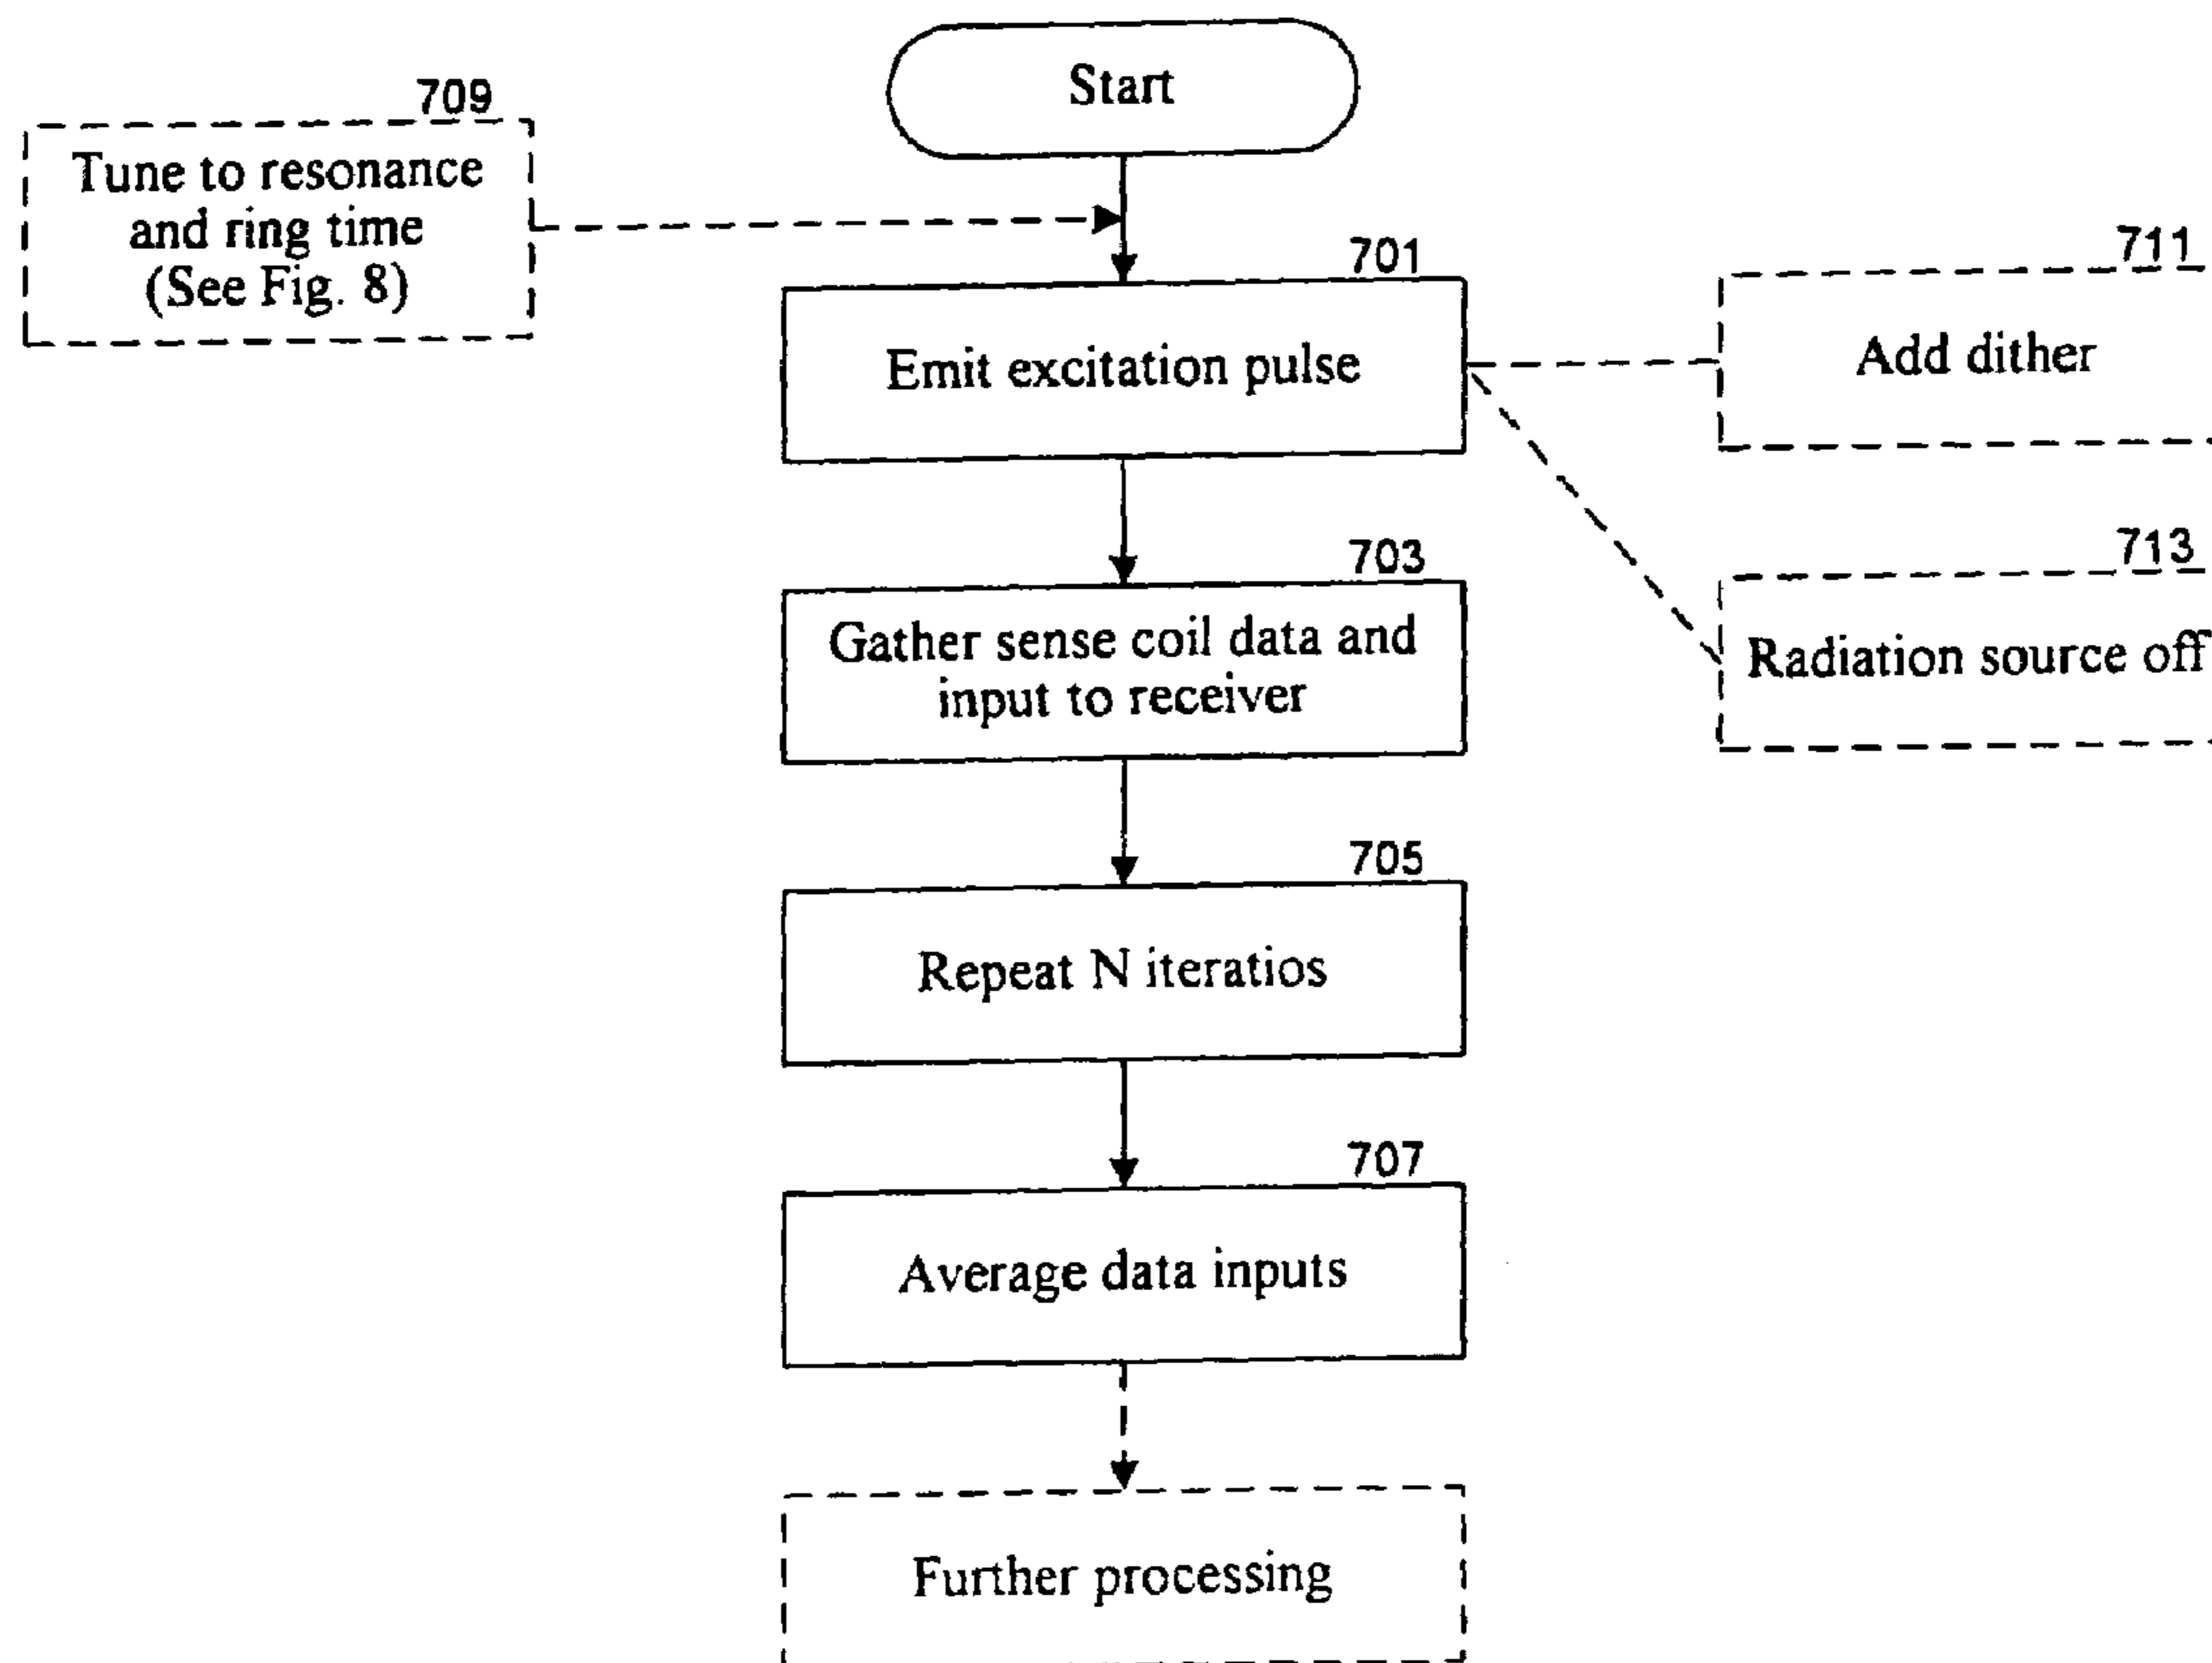 Start
709
Tune to resonance
and ring time
(See Fig. 8)
701
Emit excitation pulse
711
Add dither
703
Gather sense coil data and
input to receiver
713
Radiation source off
705
Repeat N iteratios
707
Average data inputs
Further processing